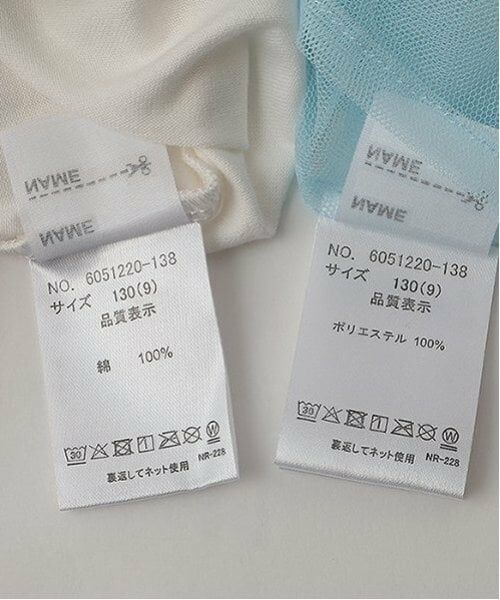 NAME
NAME
NO. 6051220-138
サイズ 130(9)
品質表示
綿 100%
30
W
裏返してネット使用 NR-228
NAME
NAME
NO. 6051220-138
サイズ 130(9)
品質表示
ポリエステル 100%
30
W
裏返してネット使用 NR-228